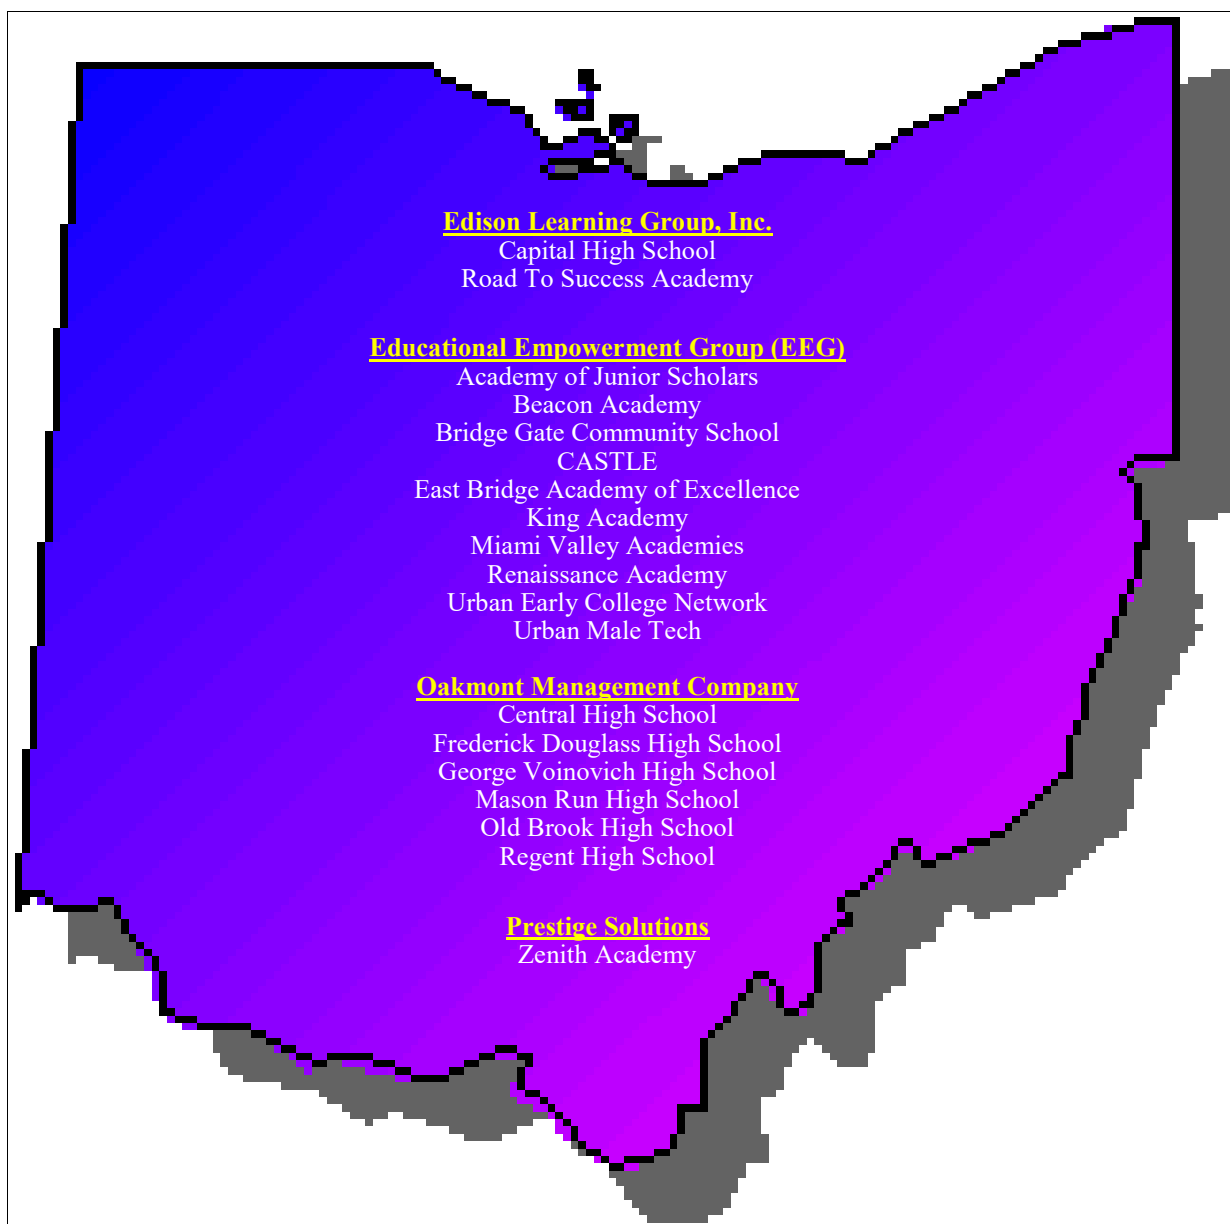 Edison Learning Group, Inc.
Capital High School
Road To Success Academy
Educational Empowerment Group (EEG)
Academy of Junior Scholars
Beacon Academy
Bridge Gate Community School
CASTLE
East Bridge Academy of Excellence
King Academy
Miami Valley Academies
Renaissance Academy
Urban Early College Network
Urban Male Tech
Oakmont Management Company
Central High School
Frederick Douglass High School
George Voinovich High School
Mason Run High School
Old Brook High School
Regent High School
Prestige Solutions
Zenith Academy